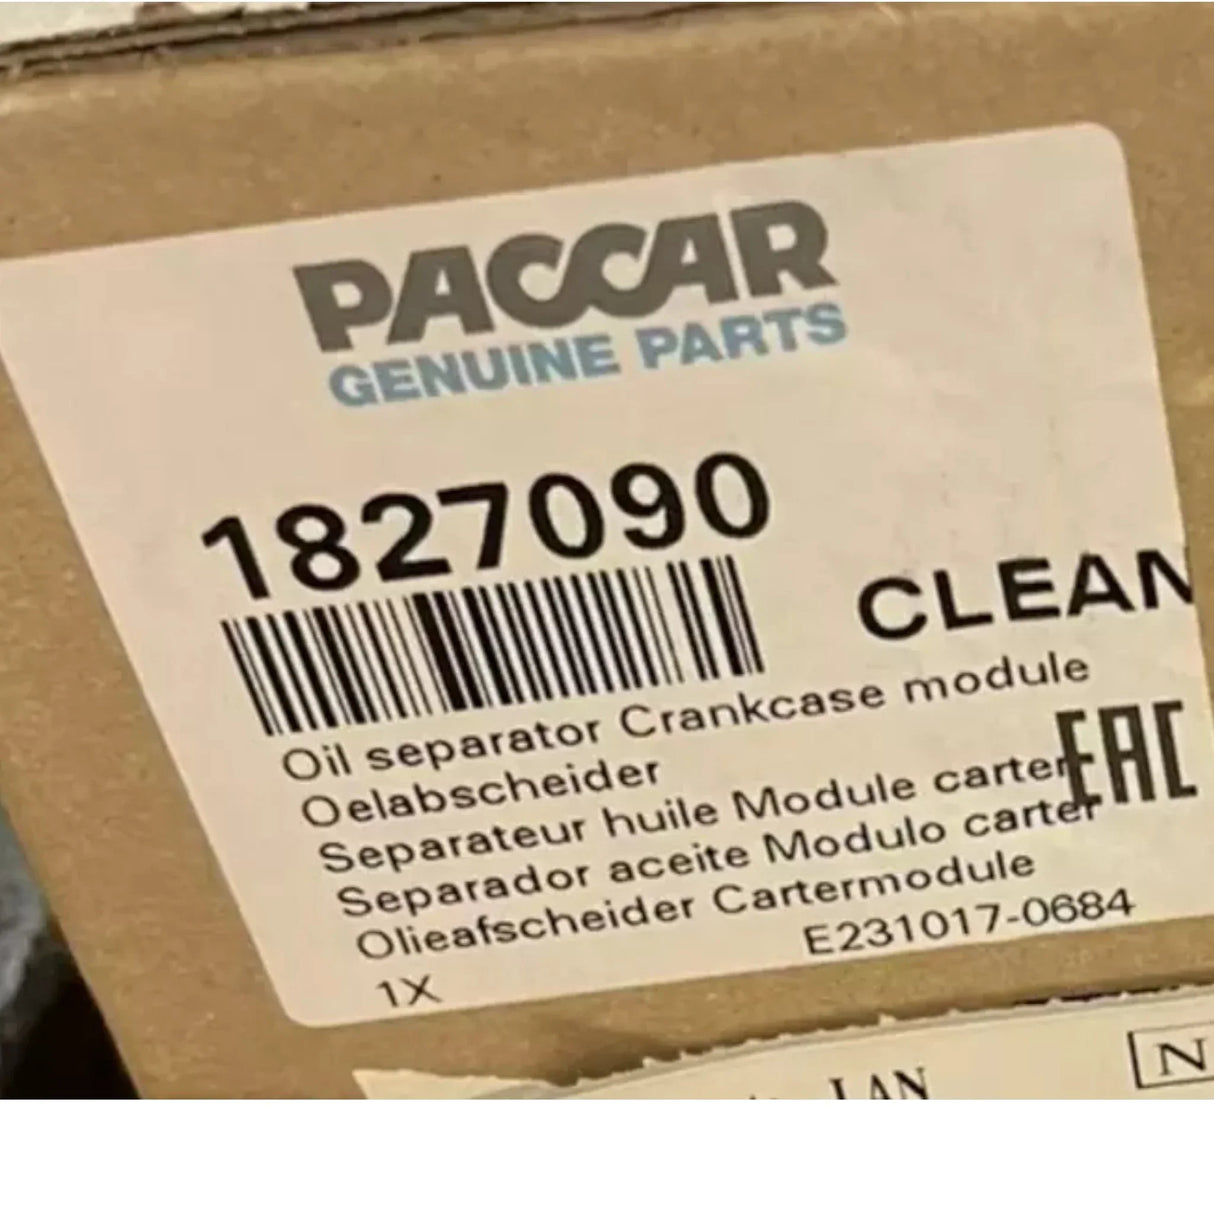 PACCAR
GENUINE PARTS
1827090
CLEAN
Oil separator Crankcase module
Oelabscheider
Separateur huile Module carter
EAC
Separador aceite Modulo carter
Olieafscheider Cartermodule
E231017-0684
1X
LAN
N